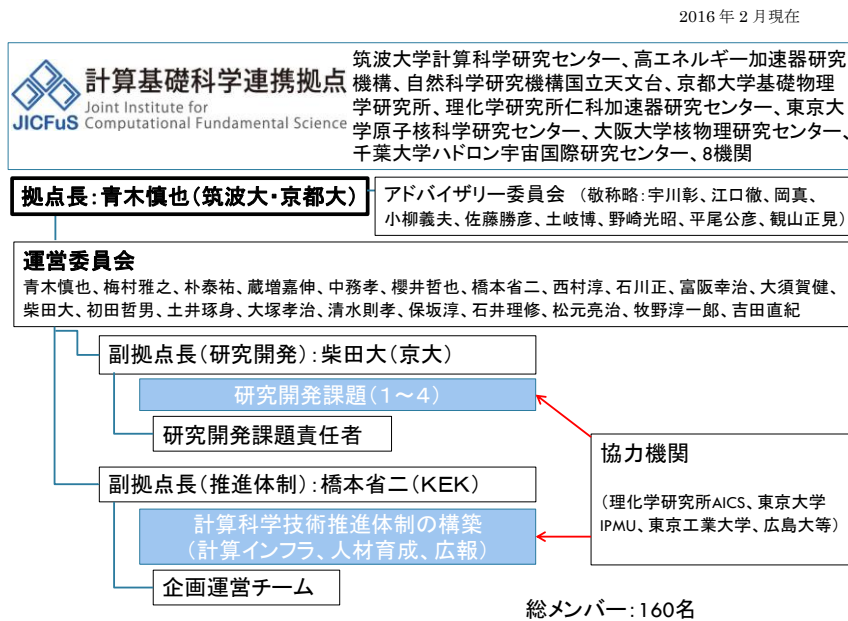 2016 年 2 月現在
計算基礎科学連携拠点
Joint Institute for
JICFuS Computational Fundamental Science
筑波大学計算科学研究センター、高エネルギー加速器研究
機構、自然科学研究機構国立天文台、京都大学基礎物理
学研究所、理化学研究所仁科加速器研究センター、東京大
学原子核科学研究センター、大阪大学核物理研究センター、
千葉大学ハドロン宇宙国際研究センター、8機関
拠点長：青木慎也（筑波大・京都大）
アドバイザリー委員会 （敬称略：宇川彰、江口徹、岡真、
小柳義夫、佐藤勝彦、土岐博、野崎光昭、平尾公彦、観山正見）
運営委員会
青木慎也、梅村雅之、朴泰祐、蔵増嘉伸、中務孝、櫻井哲也、橋本省二、西村淳、石川正、富阪幸治、大須賀健、
柴田大、初田哲男、土井琢身、大塚孝治、清水則孝、保坂淳、石井理修、松元亮治、牧野淳一郎、吉田直紀
副拠点長（研究開発）：柴田大（京大）
研究開発課題（１～４）
研究開発課題責任者
副拠点長（推進体制）：橋本省二（KEK）
計算科学技術推進体制の構築
（計算インフラ、人材育成、広報）
企画運営チーム
協力機関
（理化学研究所AICS、東京大学
IPMU、東京工業大学、広島大等）
総メンバー：160名